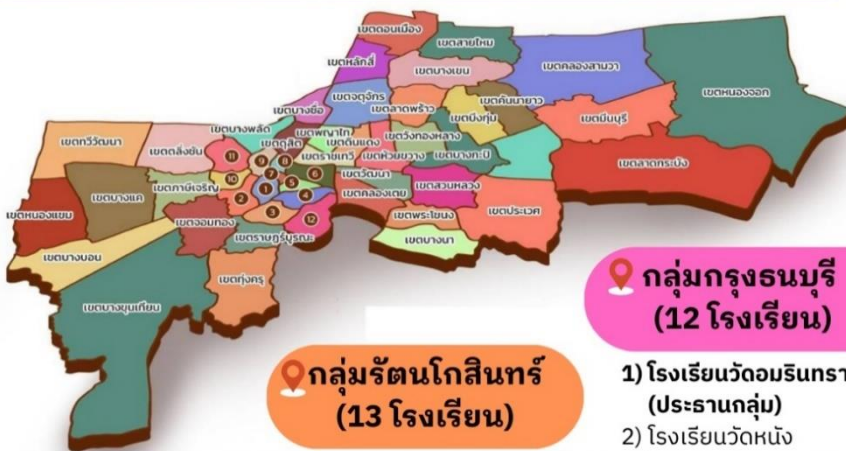 เขตดอนเมือง
เขตสายไหม
เขตหลักสี่
เขตบางเขน
เขตคลองสามวา
เขตหนองจอก
เขตบางซื่อ
เขตจตุจักร
เขตลาดพร้าว
เขตคันนายาว
เขตบึงกุ่ม
เขตมีนบุรี
เขตทวีวัฒนา
เขตตลิ่งชัน
เขตบางพลัด
เขตดุสิต
เขตพญาไท
เขตดินแดง
เขตวังทองหลาง
เขตราชเทวี
เขตห้วยขวาง
เขตบางกะปิ
เขตลาดกระบัง
11
9
8
7
6
10
1
5
2
4
3
12
เขตหนองแขม
เขตบางแค
เขตภาษีเจริญ
เขตวัฒนา
เขตคลองเตย
เขตสวนหลวง
เขตประเวศ
เขตจอมทอง
เขตราษฎร์บูรณะ
เขตพระโขนง
เขตบางนา
เขตบางบอน
เขตทุ่งครุ
เขตบางขุนเทียน
กลุ่มรัตนโกสินทร์
(13 โรงเรียน)
กลุ่มกรุงธนบุรี
(12 โรงเรียน)
1) โรงเรียนวัดอมรินทรา
(ประธานกลุ่ม)
2) โรงเรียนวัดหนัง